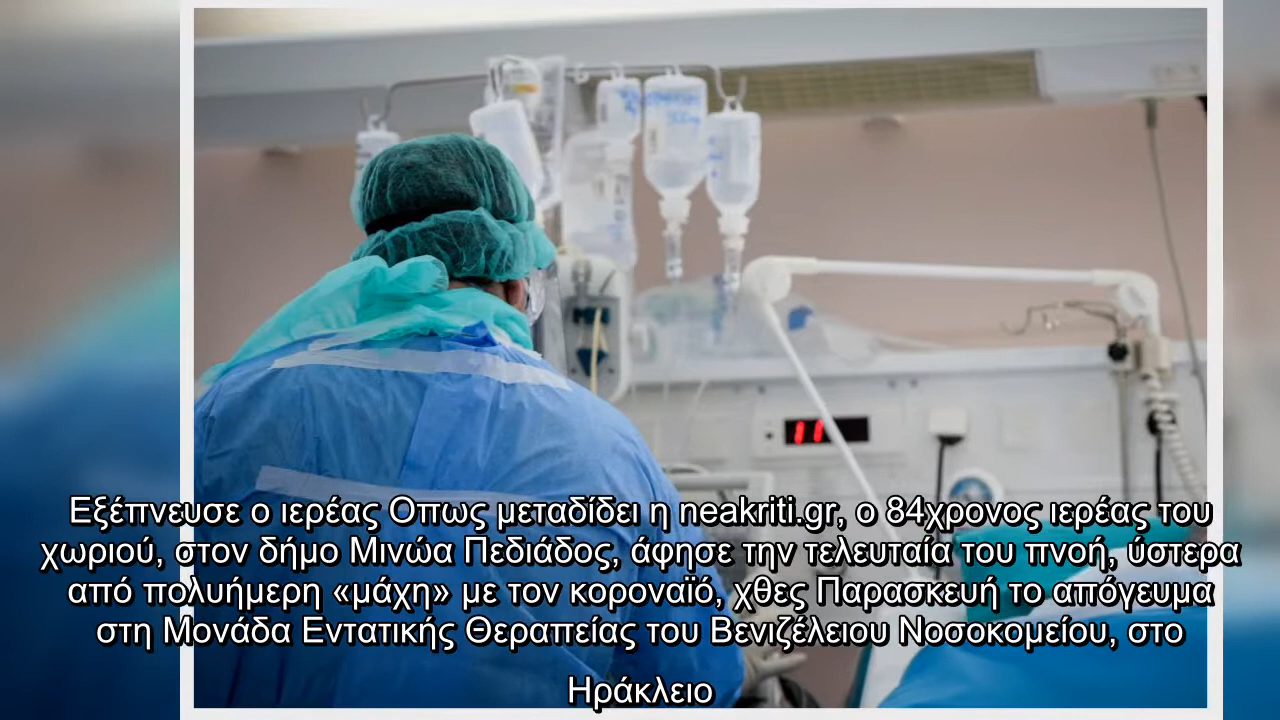 11
Εξέπνευσε ο ιερέας Οπως μεταδίδει η neakriti.gr, ο 84χρονος ιερέας του
χωριού, στον δήμο Μινώα Πεδιάδος, άφησε την τελευταία του πνοή, ύστερα
από πολυήμερη «μάχη» με τον κοροναϊό, χθες Παρασκευή το απόγευμα
στη Μονάδα Εντατικής Θεραπείας του Βενιζέλειου Νοσοκομείου, στο
Ηράκλειο